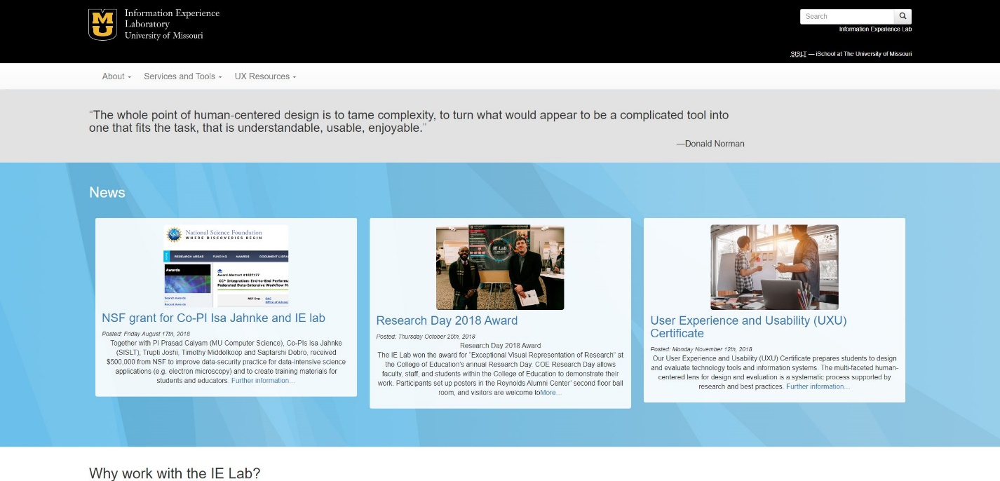 Information Experience
Laboratory
University of Missouri
Search
Information Experience Lab
SISLT — iSchool at The University of Missouri
About
Services and Tools
UX Resources
“The whole point of human-centered design is to tame complexity, to turn what would appear to be a complicated tool into
one that fits the task, that is understandable, usable, enjoyable.”
—Donald Norman
News
National Science Foundation
WHERE DISCOVERIES BEGIN
HOME
RESEARCH AREAS FUNDING AWARDS DOCUMENT LIBRA
Awards
Award Abstract #1827177
CC* Integration: End-to-End Performa
Federated Data-Intensive Workflow M
Search Awards
Recent Awards
NSF Org: OAC
Office of Advanc
NSF grant for Co-PI Isa Jahnke and IE lab
Posted: Friday August 17th, 2018
Together with PI Prasad Calyam (MU Computer Science), Co-PIs Isa Jahnke
(SISLT), Trupti Joshi, Timothy Middelkoop and Saptarshi Debro, received
$500,000 from NSF to improve data-security practice for data-intensive science
applications (e.g. electron microscopy) and to create training materials for
students and educators. Further information…
IE Lab
Research Day 2018 Award
Posted: Thursday October 25th, 2018
Research Day 2018 Award
The IE Lab won the award for “Exceptional Visual Representation of Research” at
the College of Education’s annual Research Day. COE Research Day allows
faculty, staff, and students within the College of Education to demonstrate their
work. Participants set up posters in the Reynolds Alumni Center’ second floor ball
room, and visitors are welcome toMore…
User Experience and Usability (UXU)
Certificate
Posted: Monday November 12th, 2018
Our User Experience and Usability (UXU) Certificate prepares students to design
and evaluate technology tools and information systems. The multi-faceted human-
centered lens for design and evaluation is a systematic process supported by
research and best practices. Further information…
Why work with the IE Lab?